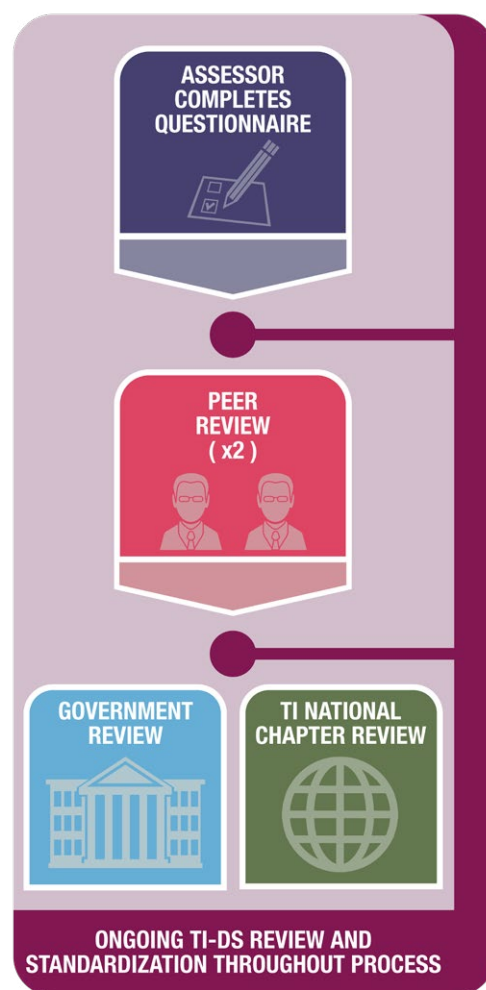 ASSESSOR
COMPLETES
QUESTIONNAIRE
PEER
REVIEW
( x2 )
GOVERNMENT
REVIEW
TI NATIONAL
CHAPTER REVIEW
ONGOING TI-DS REVIEW AND
STANDARDIZATION THROUGHOUT PROCESS